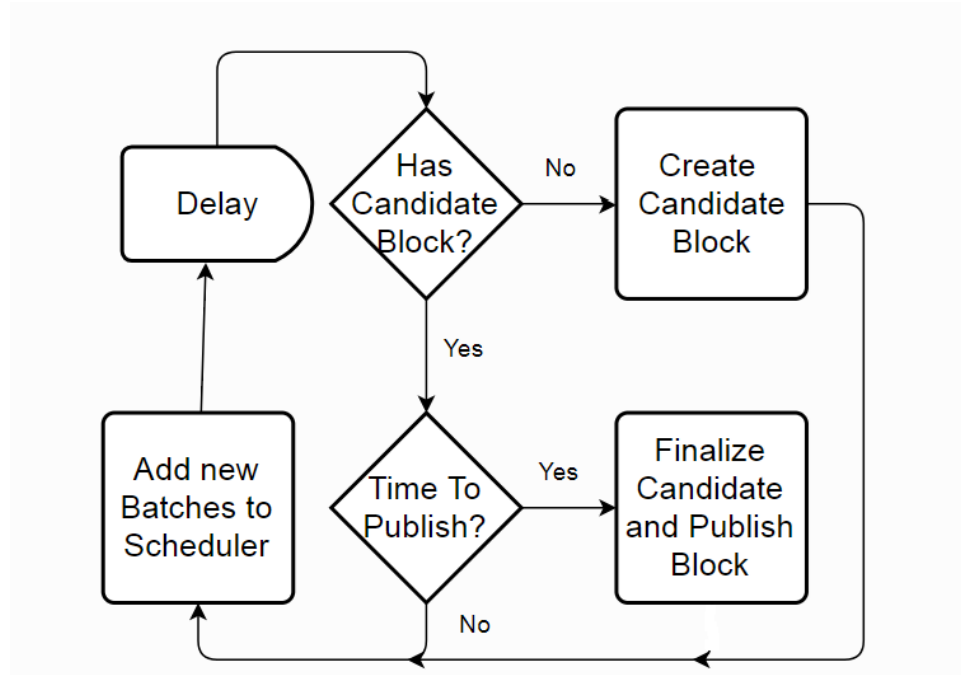 Has
Candidate
Block?
No
Create
Candidate
Block
Delay
Yes
Add new
Batches to
Scheduler
Time To
Publish?
Yes
Finalize
Candidate
and Publish
Block
No